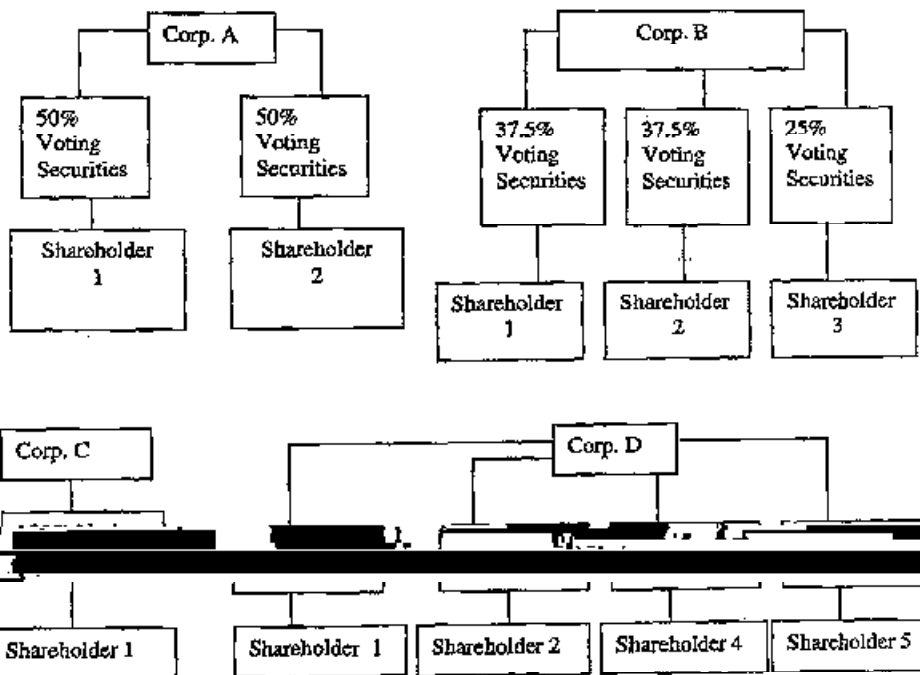 Corp. A
50%
Voting
Securities
50%
Voting
Securities
Shareholder
1
Shareholder
2
Corp. B
37.5%
Voting
Securities
37.5%
Voting
Securities
25%
Voting
Securities
Shareholder
1
Shareholder
2
Shareholder
3
Corp. C
Shareholder 1
Corp. D
Shareholder 1
Shareholder 2
Shareholder 4
Shareholder 5